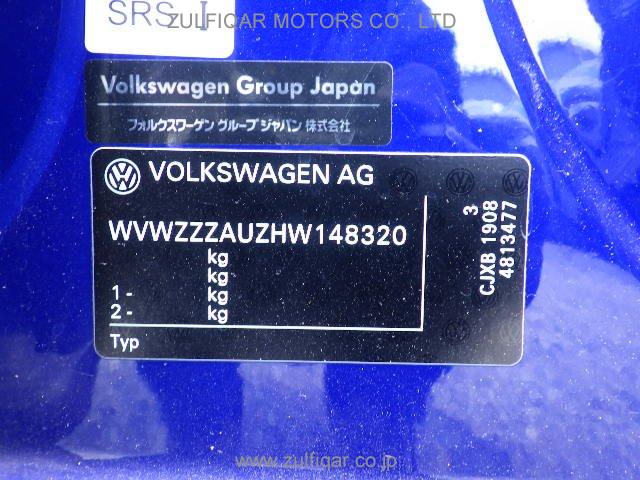 SRS-I
ZULFIQAR MOTORS CO., LTD
Volkswagen Group Japan
フォルクスワーゲン グループ ジャパン 株式会社
VOLKSWAGEN AG
WVWZZZAUZHW148320
kg
kg
1 - kg
2 - kg
Typ
3
CJXB 1908
4813477
www.zulfiqar.co.jp